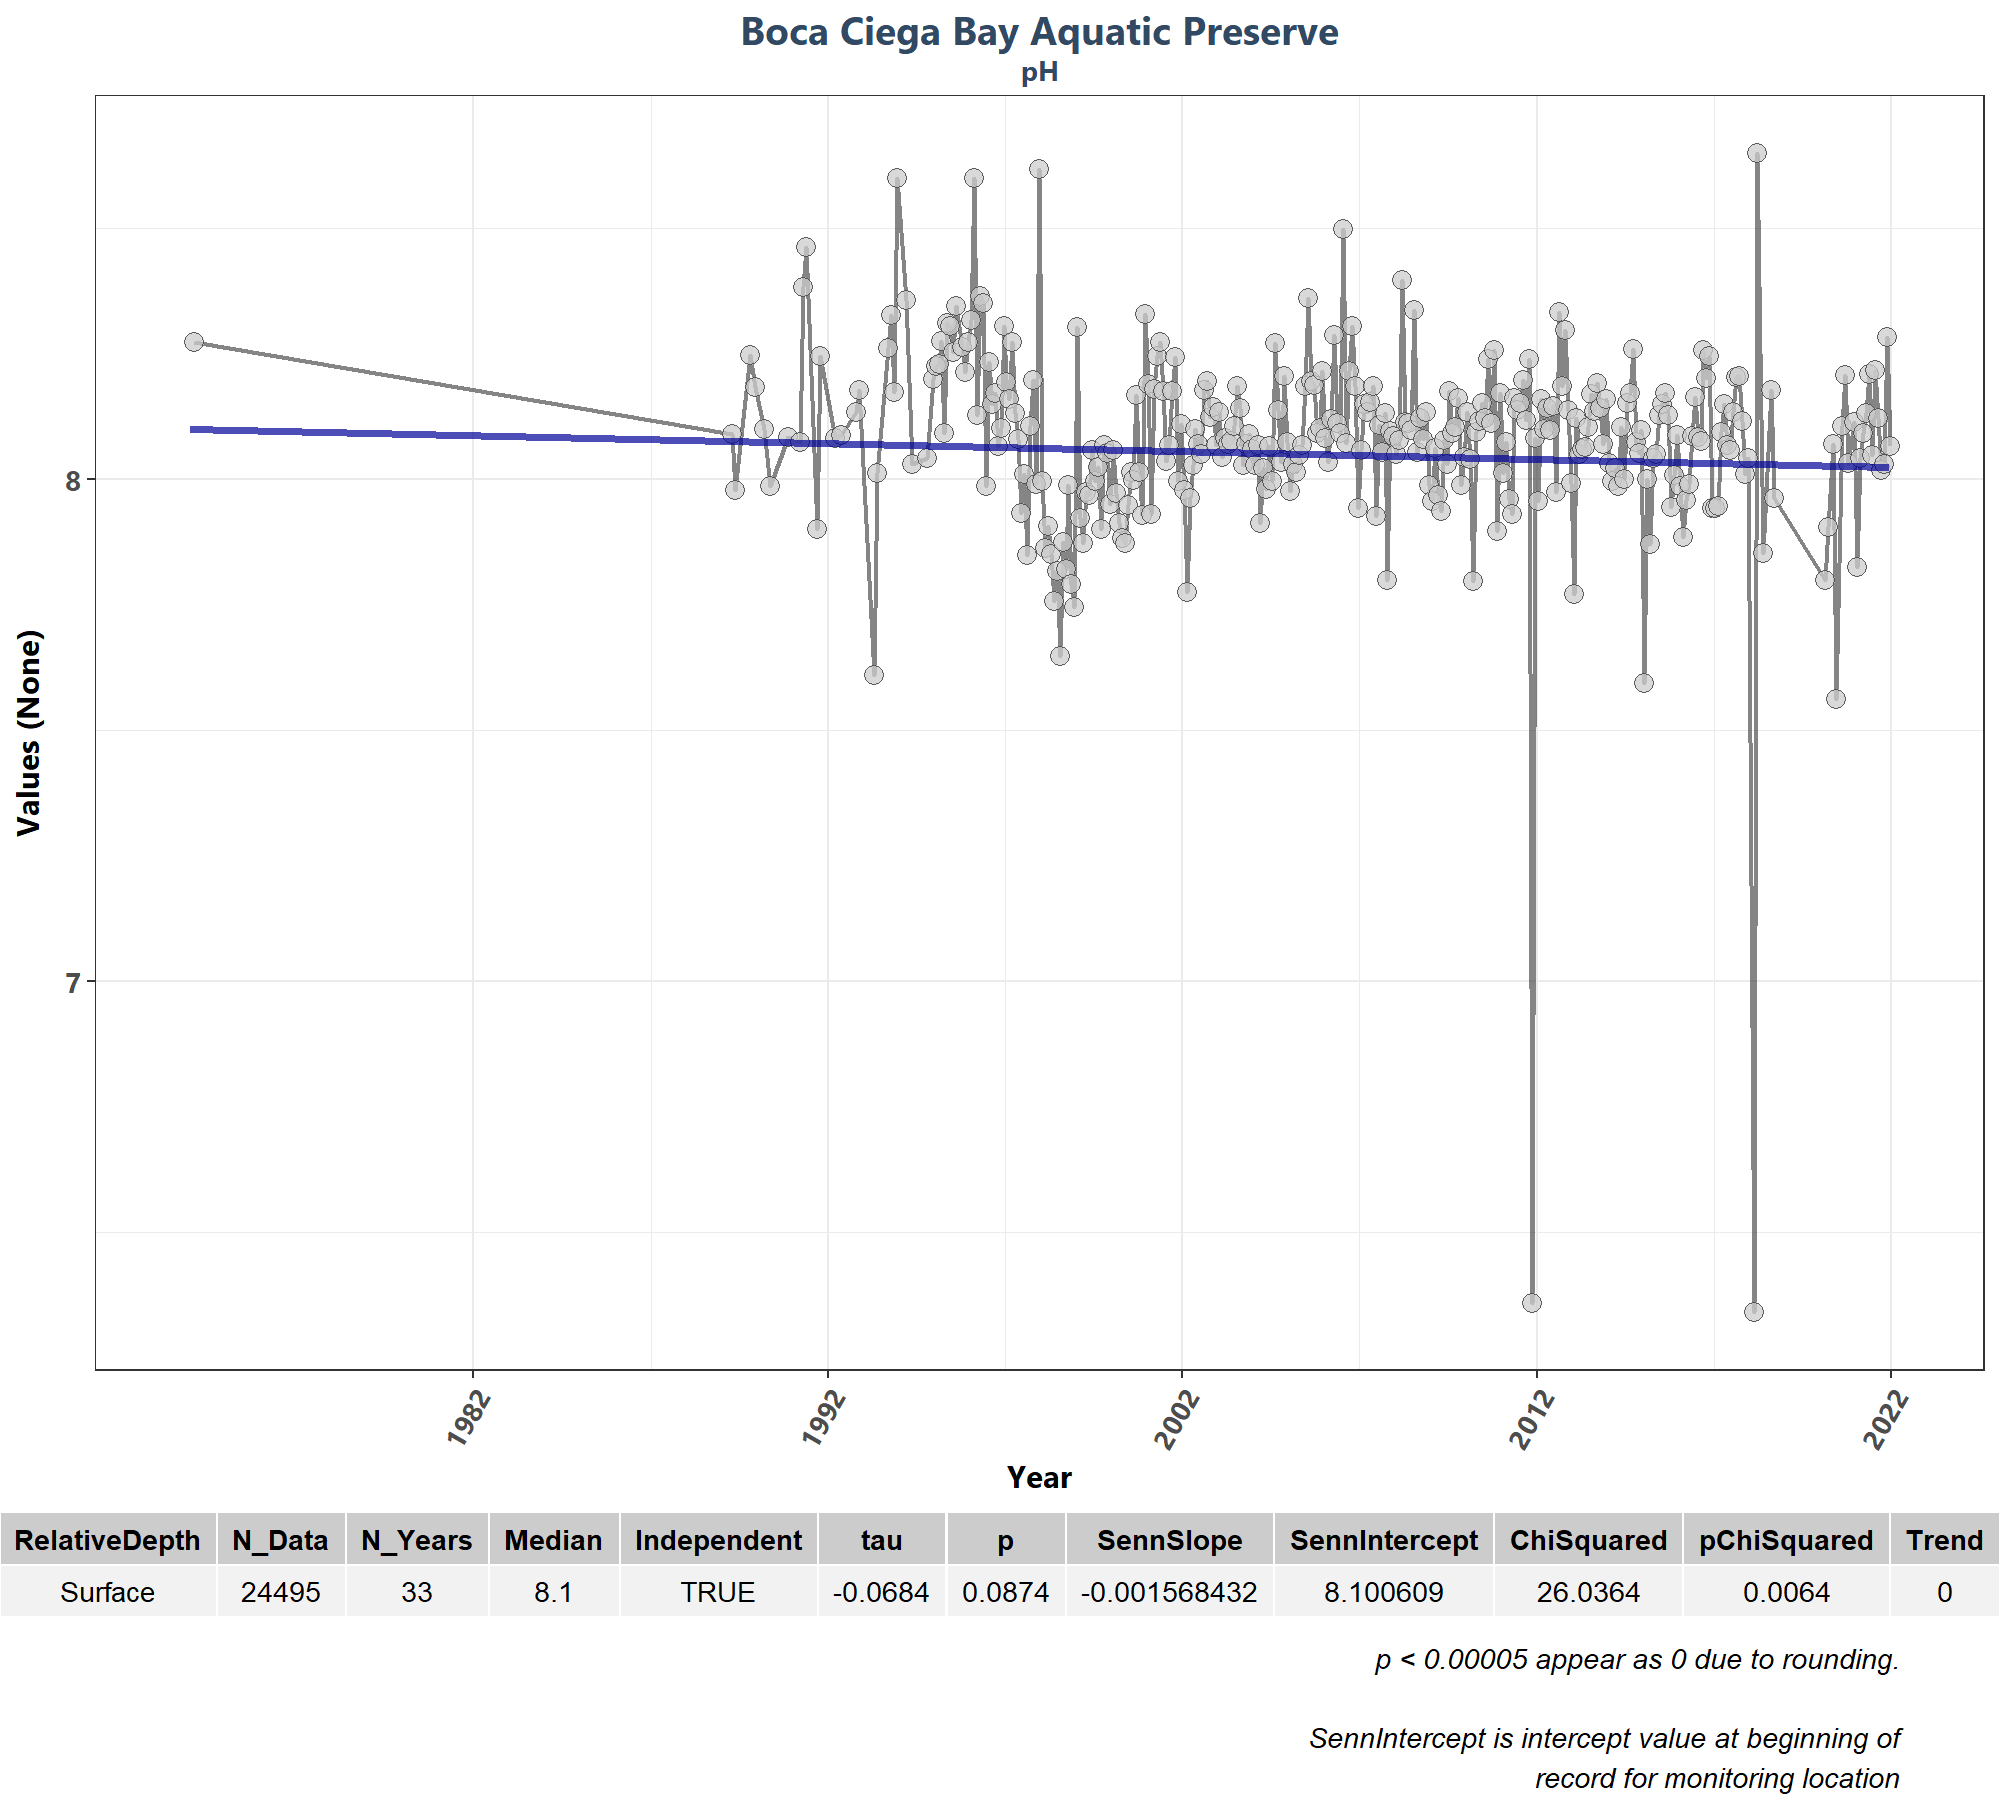 Boca Ciega Bay Aquatic Preserve
pH
Values (None)
8
7
1982 1992 2002 2012 2022
Year
RelativeDepth N_Data N_Years Median Independent tau p SennSlope SennIntercept ChiSquared pChiSquared Trend
Surface 24495 33 8.1 TRUE -0.0684 0.0874 -0.001568432 8.100609 26.0364 0.0064 0
p < 0.00005 appear as 0 due to rounding.
SennIntercept is intercept value at beginning of
record for monitoring location